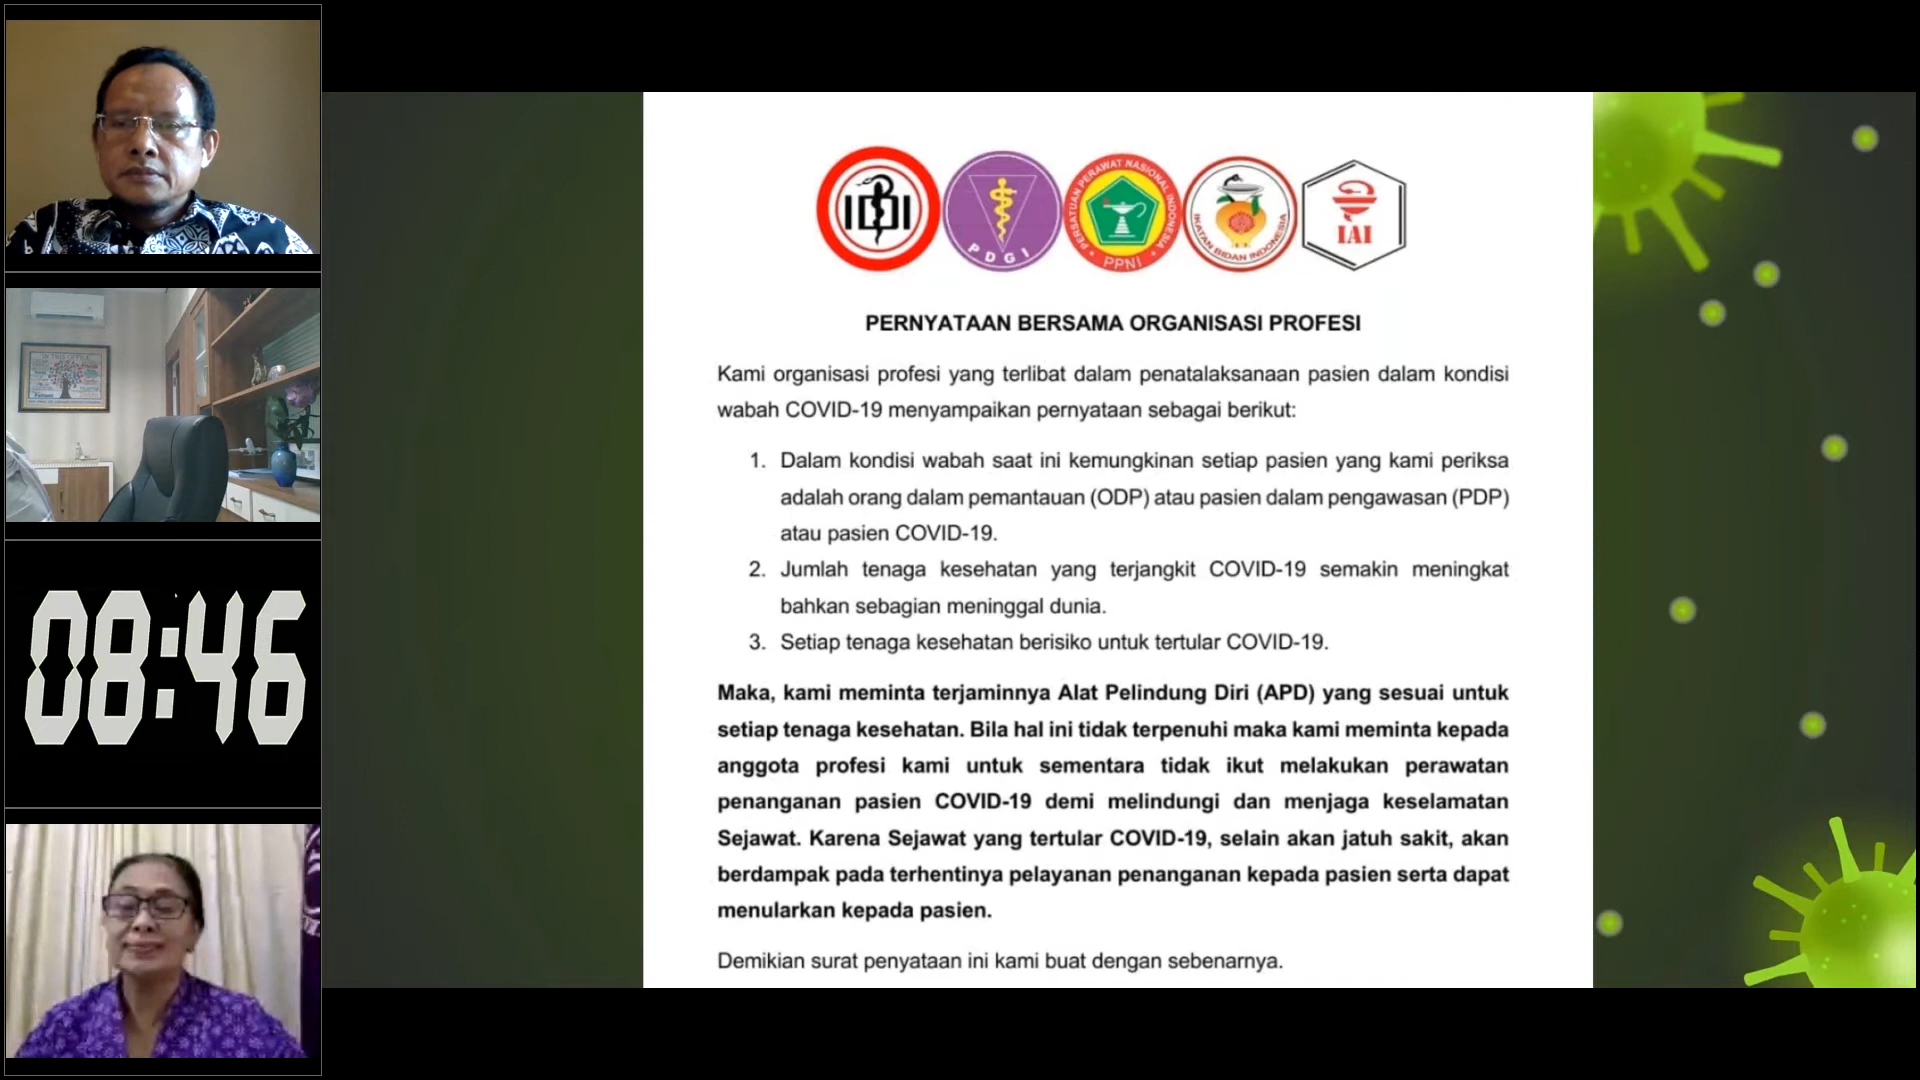 IDI
PDGI
PERSATUAN PERAWAT NASIONAL INDONESIA
PPNI
IKATAN BIDAN INDONESIA
IAI
PERNYATAAN BERSAMA ORGANISASI PROFESI
Kami organisasi profesi yang terlibat dalam penatalaksanaan pasien dalam kondisi
wabah COVID-19 menyampaikan pernyataan sebagai berikut:
1. Dalam kondisi wabah saat ini kemungkinan setiap pasien yang kami periksa
adalah orang dalam pemantauan (ODP) atau pasien dalam pengawasan (PDP)
atau pasien COVID-19.
2. Jumlah tenaga kesehatan yang terjangkit COVID-19 semakin meningkat
bahkan sebagian meninggal dunia.
3. Setiap tenaga kesehatan berisiko untuk tertular COVID-19.
Maka, kami meminta terjaminnya Alat Pelindung Diri (APD) yang sesuai untuk
setiap tenaga kesehatan. Bila hal ini tidak terpenuhi maka kami meminta kepada
anggota profesi kami untuk sementara tidak ikut melakukan perawatan
penanganan pasien COVID-19 demi melindungi dan menjaga keselamatan
Sejawat. Karena Sejawat yang tertular COVID-19, selain akan jatuh sakit, akan
berdampak pada terhentinya pelayanan penanganan kepada pasien serta dapat
menularkan kepada pasien.
Demikian surat penyataan ini kami buat dengan sebenarnya.
08:46